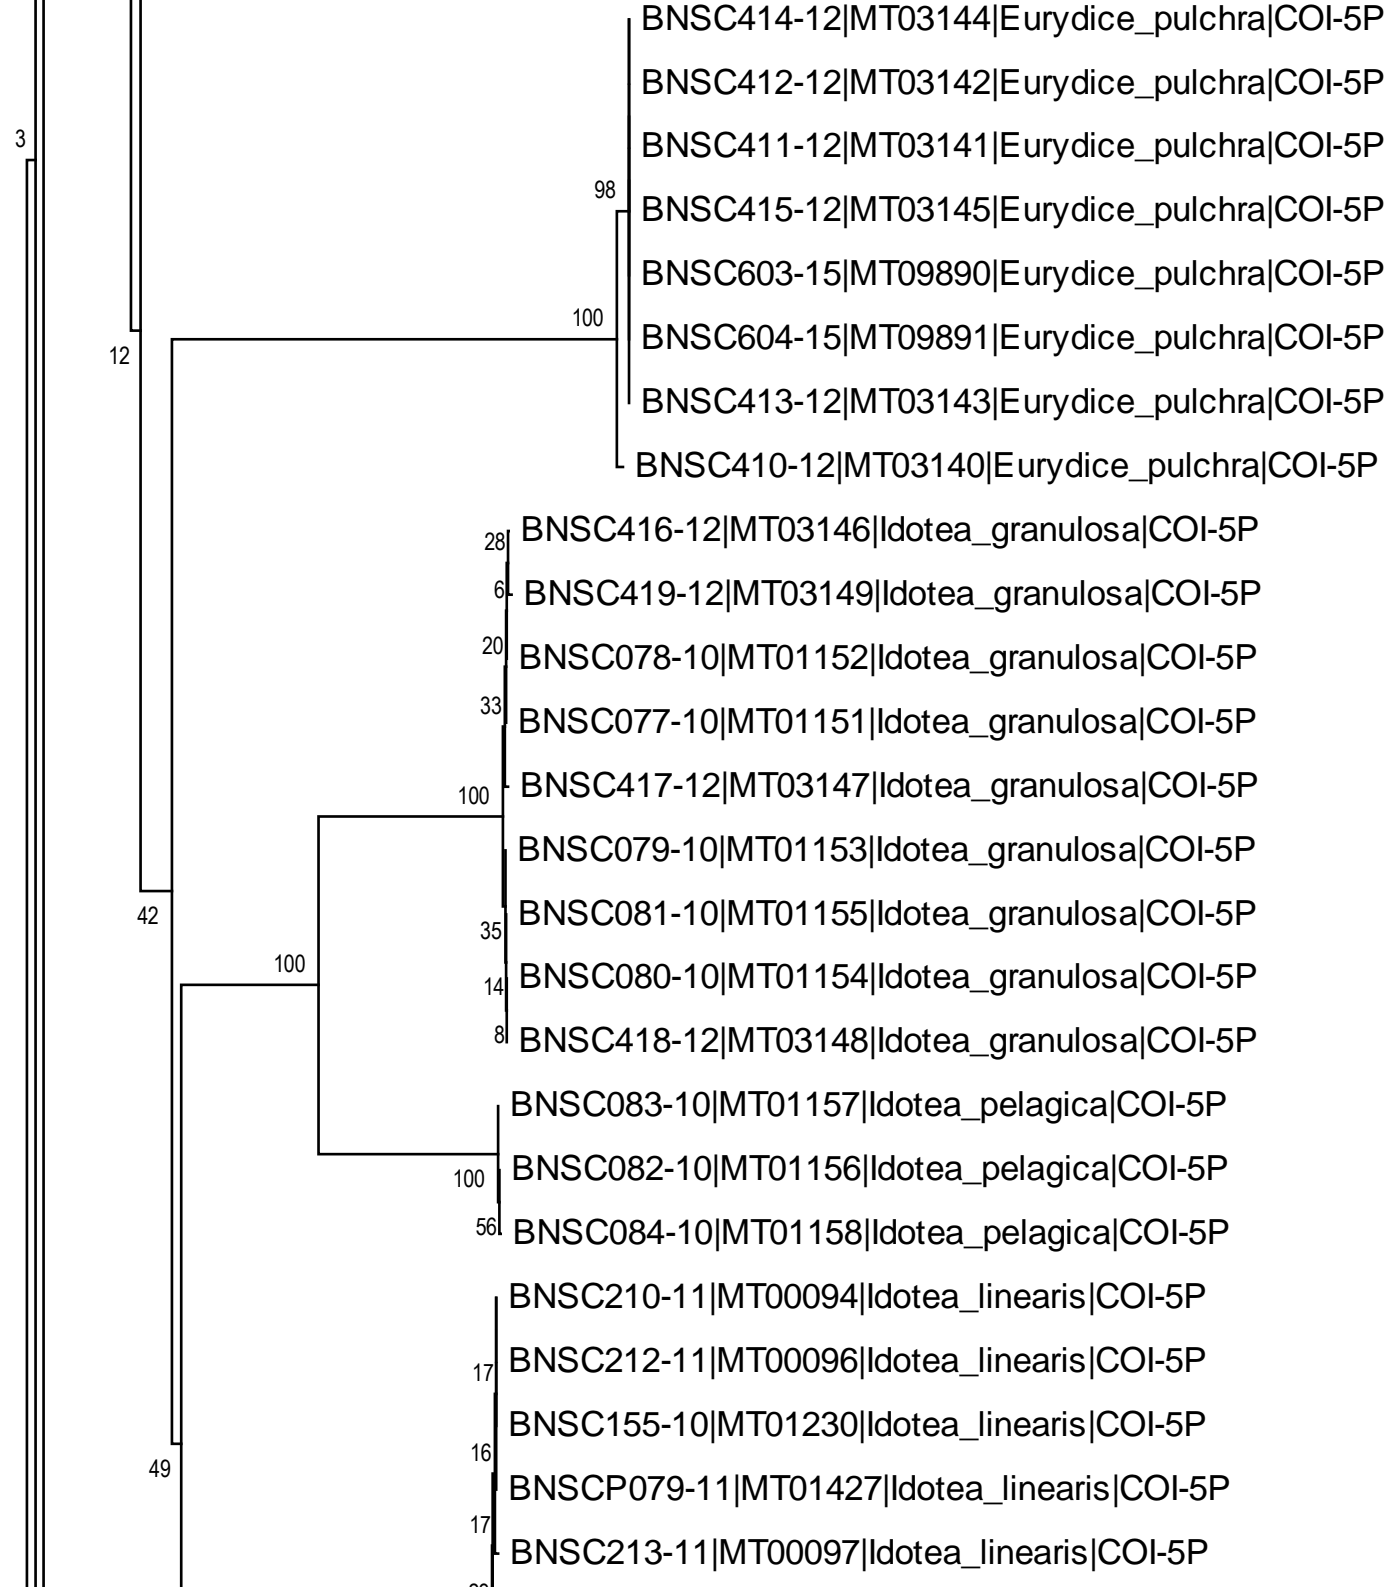 BNSC414-12|MT03144|Eurydice_pulchra|COI-5P
BNSC412-12|MT03142|Eurydice_pulchra|COI-5P
3
BNSC411-12|MT03141|Eurydice_pulchra|COI-5P
98
BNSC415-12|MT03145|Eurydice_pulchra|COI-5P
BNSC603-15|MT09890|Eurydice_pulchra|COI-5P
100
BNSC604-15|MT09891|Eurydice_pulchra|COI-5P
12
BNSC413-12|MT03143|Eurydice_pulchra|COI-5P
BNSC410-12|MT03140|Eurydice_pulchra|COI-5P
BNSC416-12|MT03146|Idotea_granulosa|COI-5P
28
6
BNSC419-12|MT03149|Idotea_granulosa|COI-5P
20
BNSC078-10|MT01152|Idotea_granulosa|COI-5P
33
BNSC077-10|MT01151|Idotea_granulosa|COI-5P
BNSC417-12|MT03147|Idotea_granulosa|COI-5P
100
BNSC079-10|MT01153|Idotea_granulosa|COI-5P
BNSC081-10|MT01155|Idotea_granulosa|COI-5P
42
35
100
BNSC080-10|MT01154|Idotea_granulosa|COI-5P
14
8
BNSC418-12|MT03148|Idotea_granulosa|COI-5P
BNSC083-10|MT01157|Idotea_pelagica|COI-5P
BNSC082-10|MT01156|Idotea_pelagica|COI-5P
100
56
BNSC084-10|MT01158|Idotea_pelagica|COI-5P
BNSC210-11|MT00094|Idotea_linearis|COI-5P
BNSC212-11|MT00096|Idotea_linearis|COI-5P
17
BNSC155-10|MT01230|Idotea_linearis|COI-5P
16
49
BNSCP079-11|MT01427|Idotea_linearis|COI-5P
17
BNSC213-11|MT00097|Idotea_linearis|COI-5P